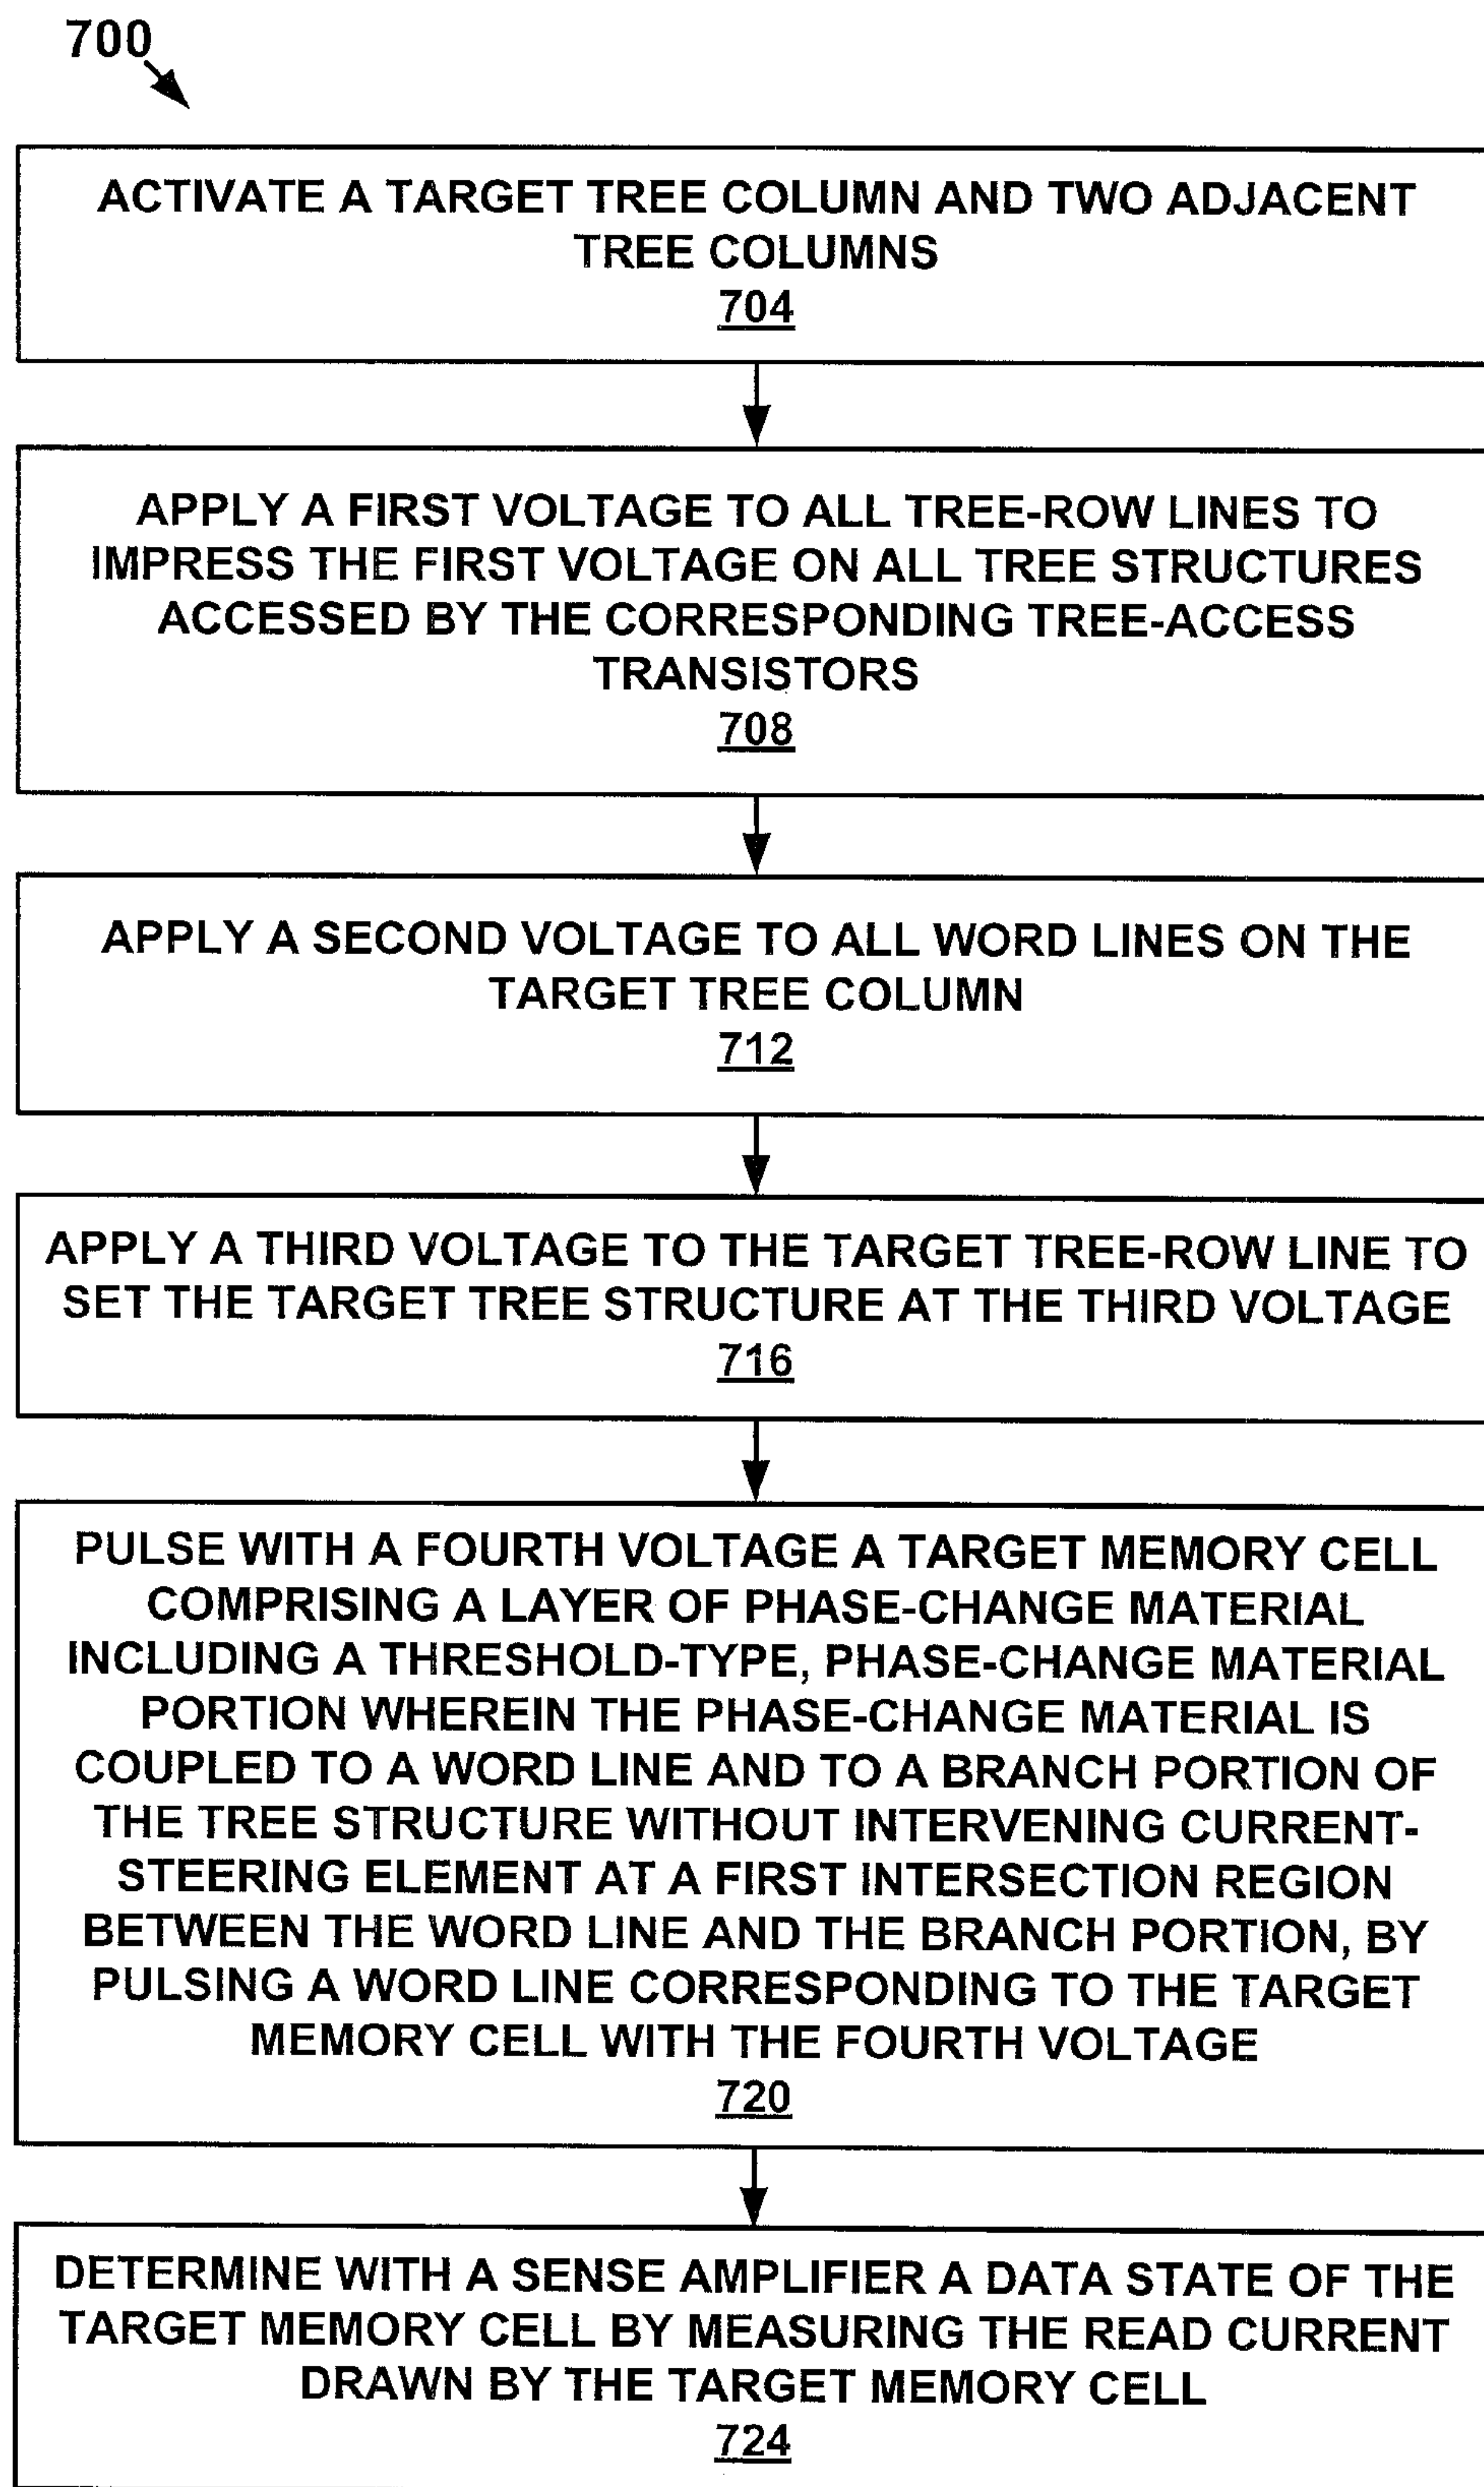 700
ACTIVATE A TARGET TREE COLUMN AND TWO ADJACENT
TREE COLUMNS
704
APPLY A FIRST VOLTAGE TO ALL TREE-ROW LINES TO
IMPRESS THE FIRST VOLTAGE ON ALL TREE STRUCTURES
ACCESSED BY THE CORRESPONDING TREE-ACCESS
TRANSISTORS
708
APPLY A SECOND VOLTAGE TO ALL WORD LINES ON THE
TARGET TREE COLUMN
712
APPLY A THIRD VOLTAGE TO THE TARGET TREE-ROW LINE TO
SET THE TARGET TREE STRUCTURE AT THE THIRD VOLTAGE
716
PULSE WITH A FOURTH VOLTAGE A TARGET MEMORY CELL
COMPRISING A LAYER OF PHASE-CHANGE MATERIAL
INCLUDING A THRESHOLD-TYPE, PHASE-CHANGE MATERIAL
PORTION WHEREIN THE PHASE-CHANGE MATERIAL IS
COUPLED TO A WORD LINE AND TO A BRANCH PORTION OF
THE TREE STRUCTURE WITHOUT INTERVENING CURRENT-
STEERING ELEMENT AT A FIRST INTERSECTION REGION
BETWEEN THE WORD LINE AND THE BRANCH PORTION, BY
PULSING A WORD LINE CORRESPONDING TO THE TARGET
MEMORY CELL WITH THE FOURTH VOLTAGE
720
DETERMINE WITH A SENSE AMPLIFIER A DATA STATE OF THE
TARGET MEMORY CELL BY MEASURING THE READ CURRENT
DRAWN BY THE TARGET MEMORY CELL
724